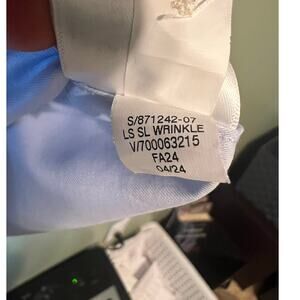 S/871242-07
LS SL WRINKLE
V/700063215
FA24
04/24